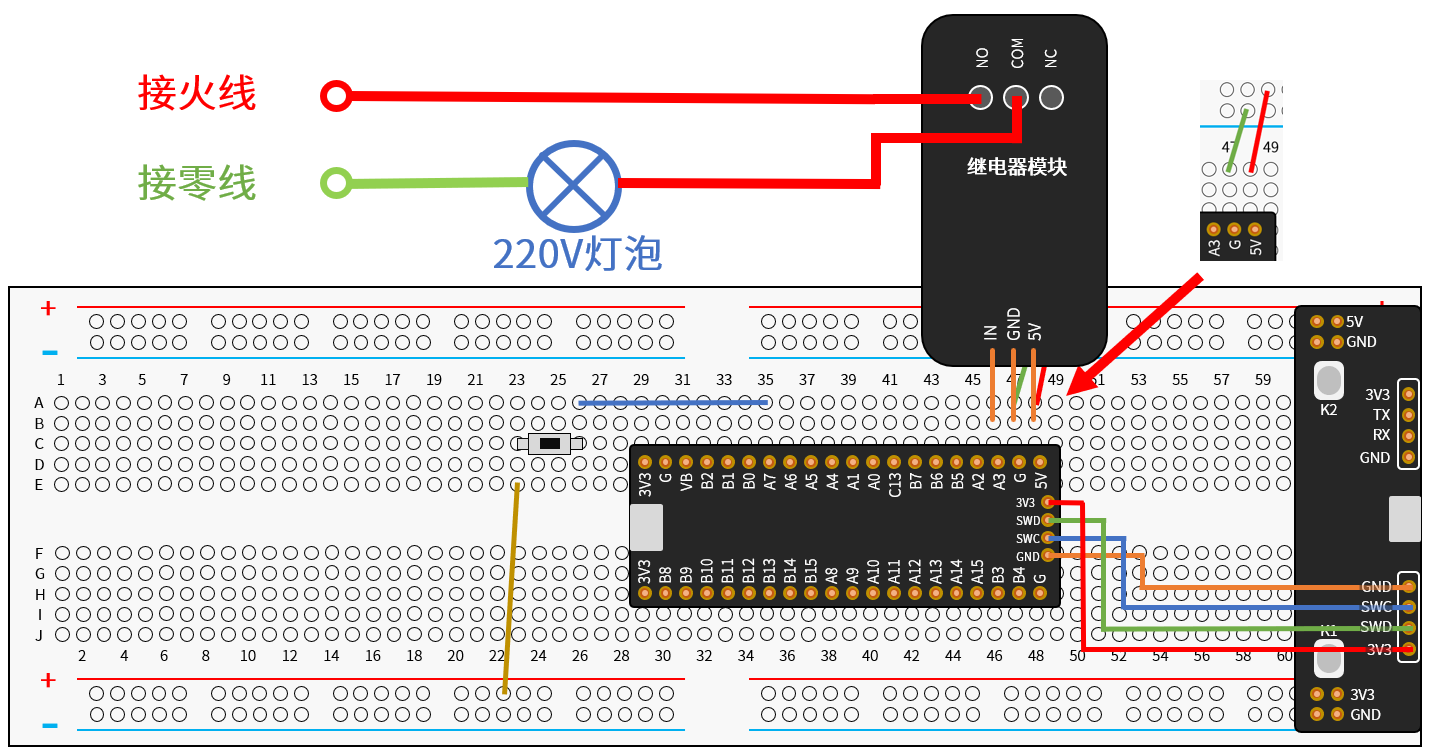 NO COM NC
接火线
接零线
继电器模块
220V灯泡
47 49
A3 G 5V
IN GND 5V
+ +
5V
GND
−
1 3 5 7 9 11 13 15 17 19 21 23 25 27 29 31 33 35 37 39 41 43 45 47 49 51 53 55 57 59
K2
A
B
C
D
E
3V3
TX
RX
GND
3V3 G VB B2 B1 B0 A7 A6 A5 A4 A1 A0 C13 B7 B6 B5 A2 A3 G 5V
3V3
SWD
SWC
GND
F
G
H
I
J
3V3 B8 B9 B10 B11 B12 B13 B14 B15 A8 A9 A10 A11 A12 A13 A14 A15 B3 B4 G
GND
SWC
SWD
K1
3V3
2 4 6 8 10 12 14 16 18 20 22 24 26 28 30 32 34 36 38 40 42 44 46 48 50 52 54 56 58 60
+
3V3
GND
−